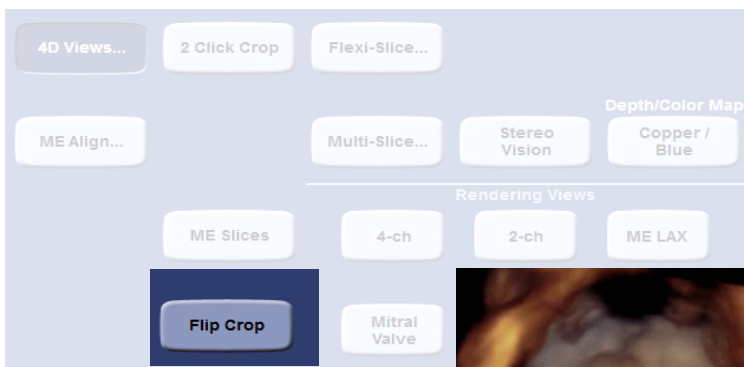 4D Views...
2 Click Crop
Flexi-Slice...
Depth/Color Map
ME Align...
Multi-Slice...
Stereo
Vision
Copper /
Blue
Rendering Views
ME Slices
4-ch
2-ch
ME LAX
Flip Crop
Mitral
Valve